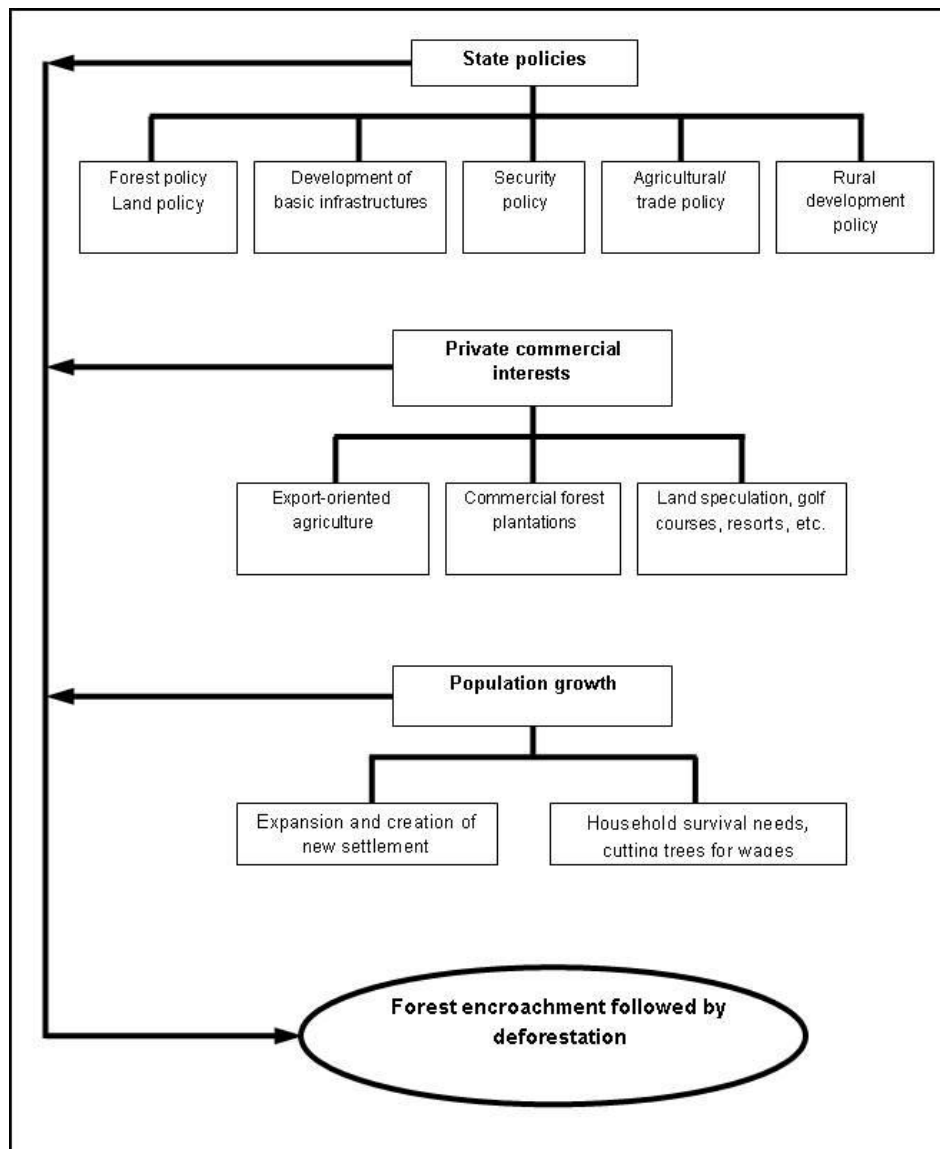 State policies
Forest policy
Land policy
Development of
basic infrastructures
Security
policy
Agricultural/
trade policy
Rural
development
policy
Private commercial
interests
Export-oriented
agriculture
Commercial forest
plantations
Land speculation, golf
courses, resorts, etc.
Population growth
Expansion and creation of
new settlement
Household survival needs,
cutting trees for wages
Forest encroachment followed by
deforestation